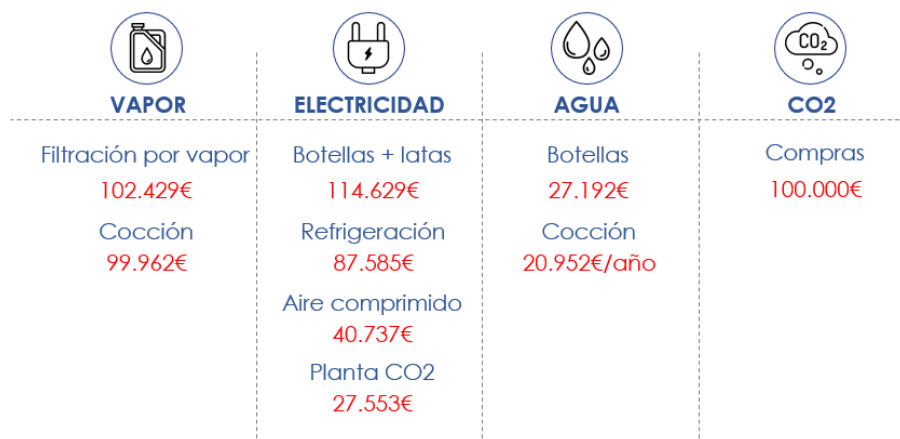 CO₂
VAPOR
ELECTRICIDAD
AGUA
CO2
Filtración por vapor
102.429€
Cocción
99.962€
Botellas + latas
114.629€
Refrigeración
87.585€
Aire comprimido
40.737€
Planta CO2
27.553€
Botellas
27.192€
Cocción
20.952€/año
Compras
100.000€